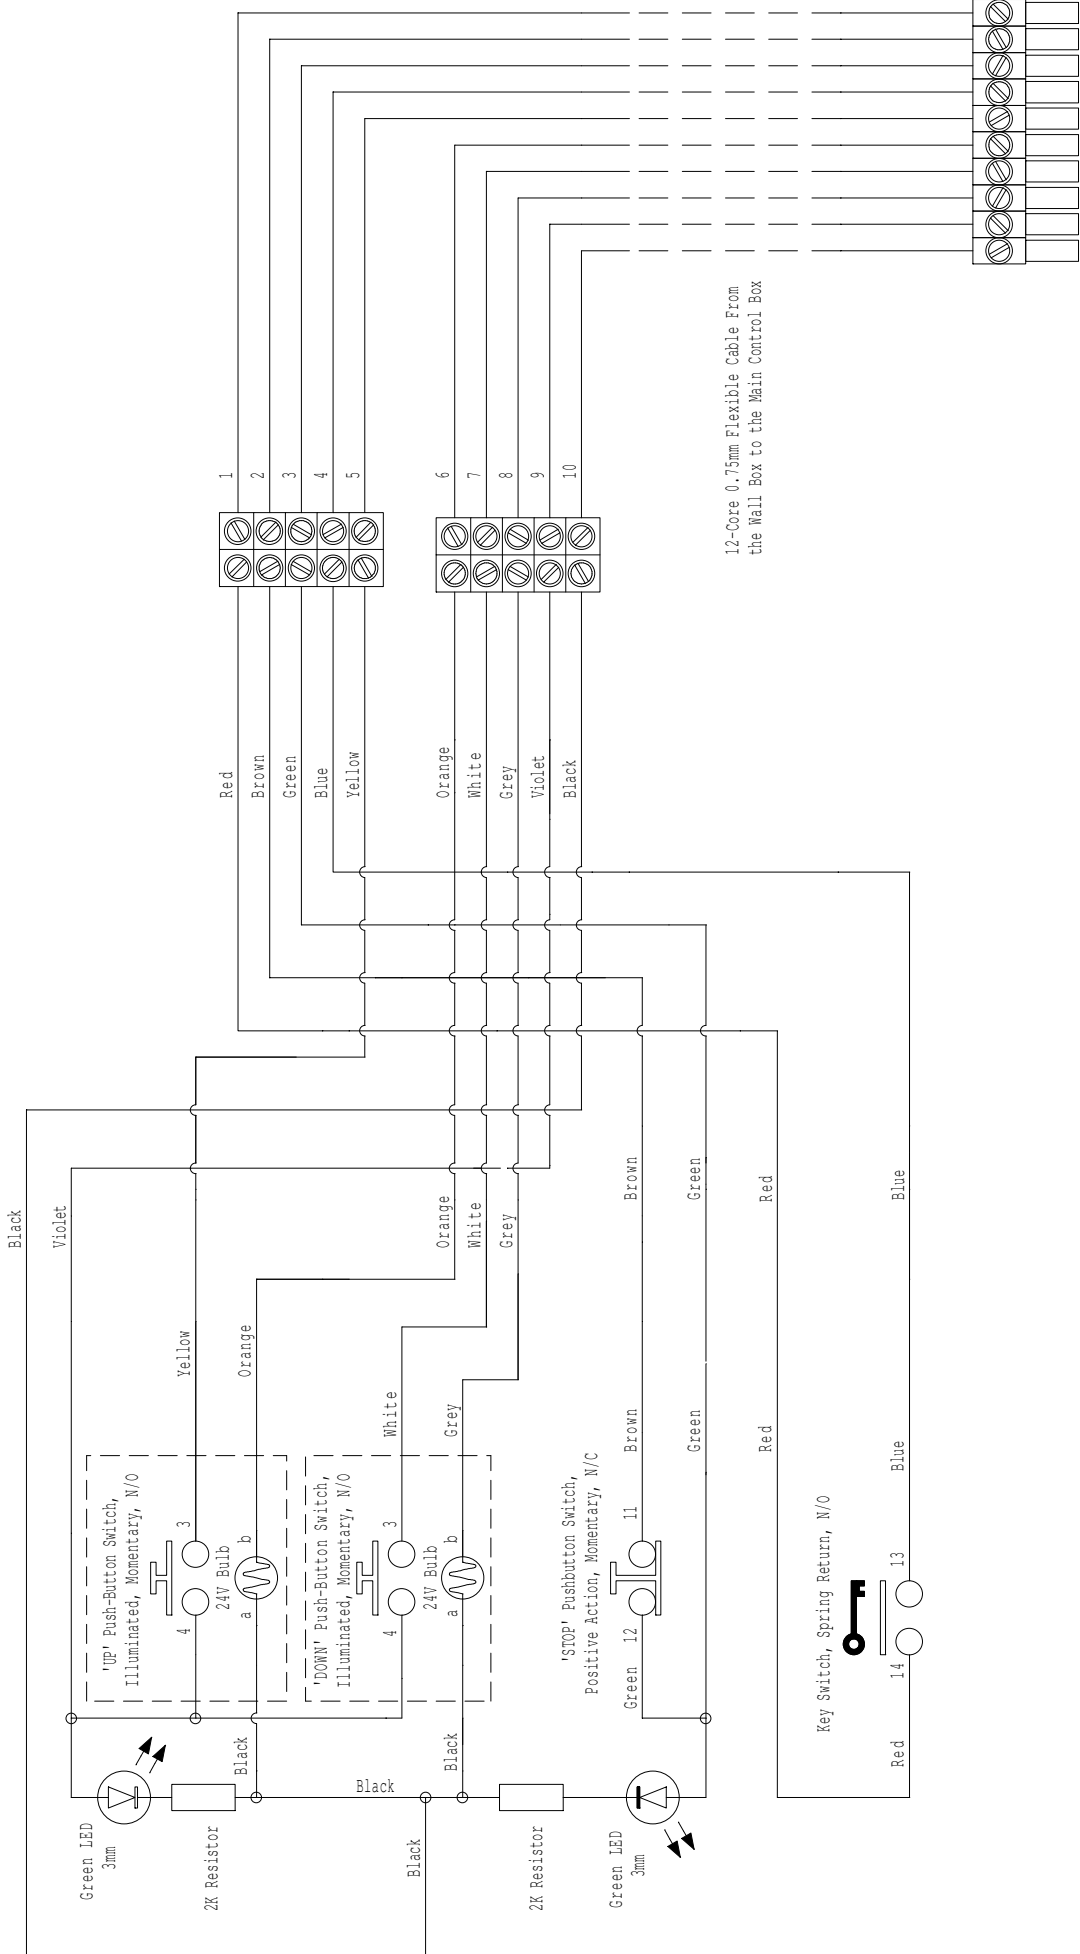 1
2
3
4
5
6
7
8
9
10
12-Core 0.75mm Flexible Cable From
the Wall Box to the Main Control Box
Red
Brown
Green
Blue
Yellow
Orange
White
Grey
Violet
Black
Black
Violet
Orange
White
Grey
Brown
Green
Red
Blue
Yellow
Orange
White
Grey
Brown
Green
Red
Blue
'UP' Push-Button Switch,
Illuminated, Momentary, N/O
3
4
24V Bulb
a
b
'DOWN' Push-Button Switch,
Illuminated, Momentary, N/O
3
4
24V Bulb
a
b
'STOP' Pushbutton Switch,
Positive Action, Momentary, N/C
11
12
Green
Key Switch, Spring Return, N/O
13
14
Red
Black
Black
Black
Black
Green LED
3mm
2K Resistor
2K Resistor
Green LED
3mm